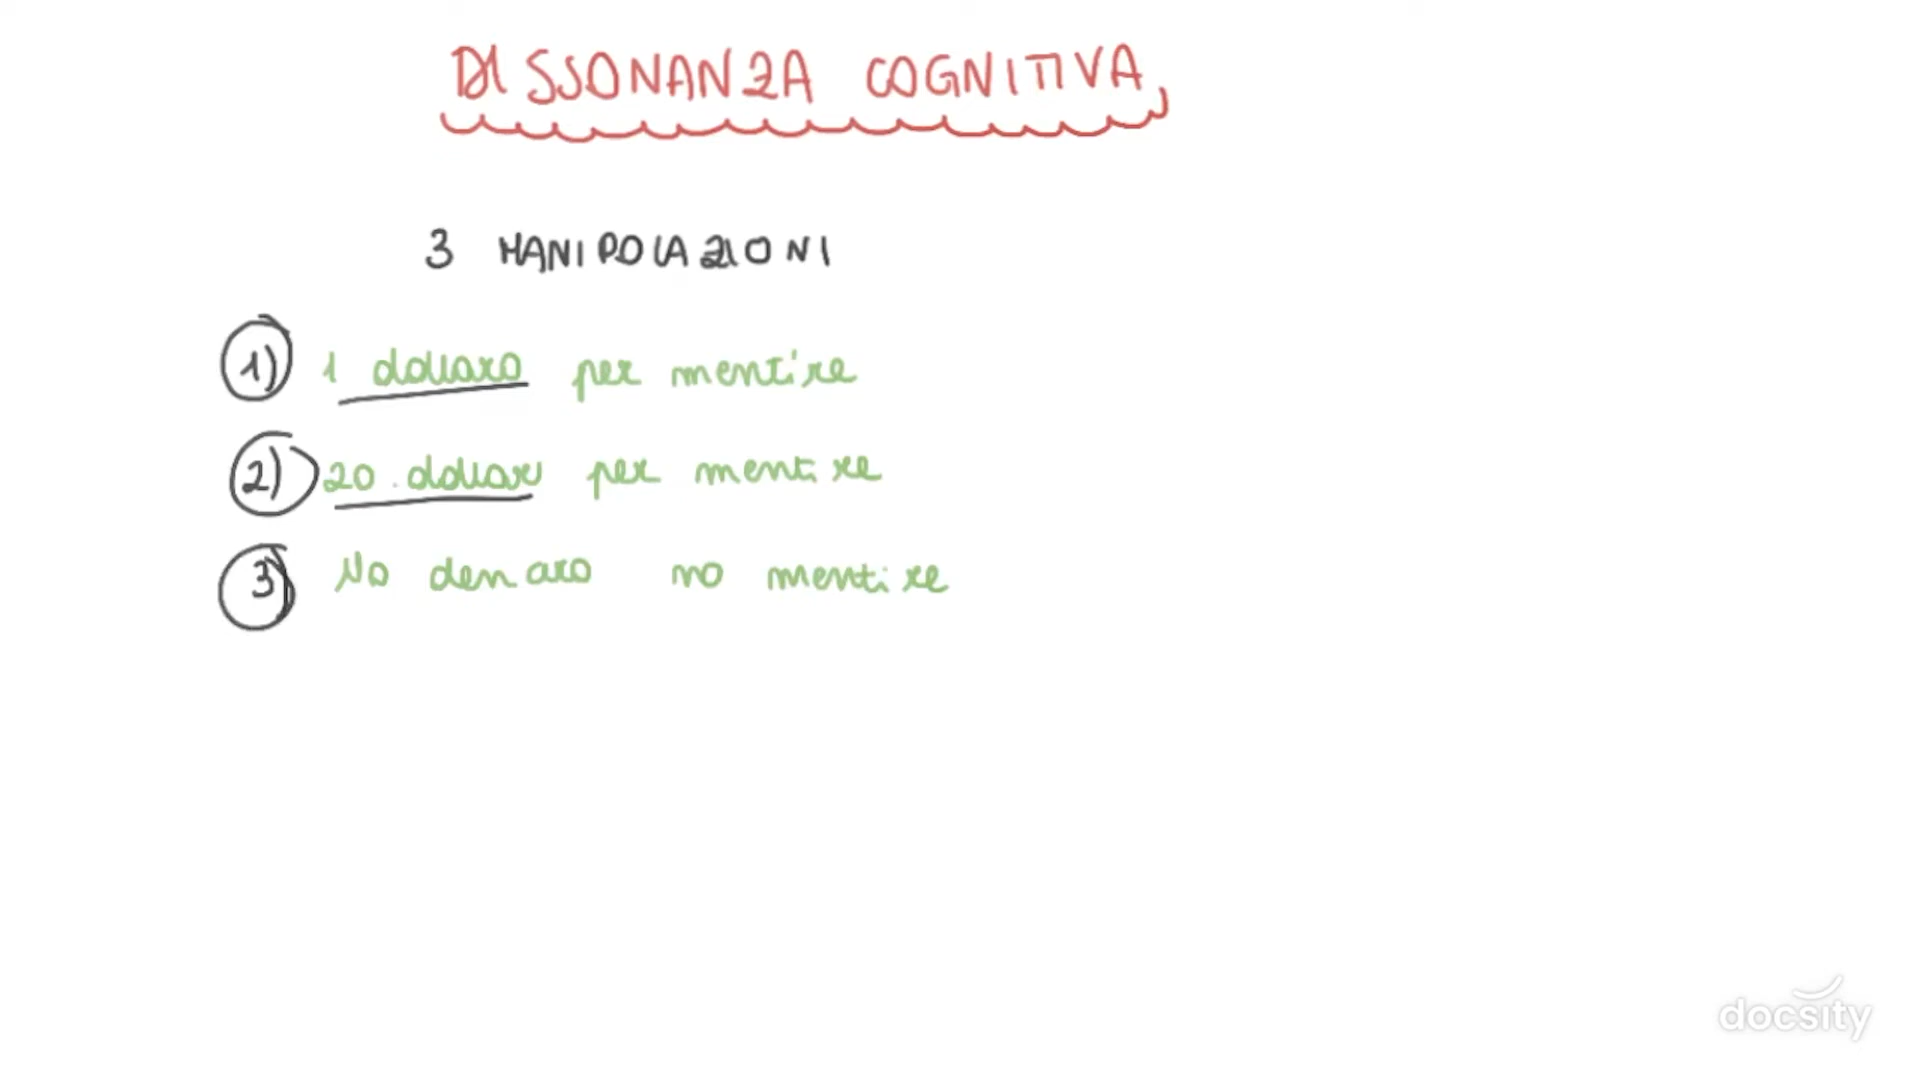 DISSONANZA COGNITIVA
3 MANIPOLAZIONI
1) 1 dollaro per mentire
2) 20 dollari per mentire
3) No denaro no mentire
docsity